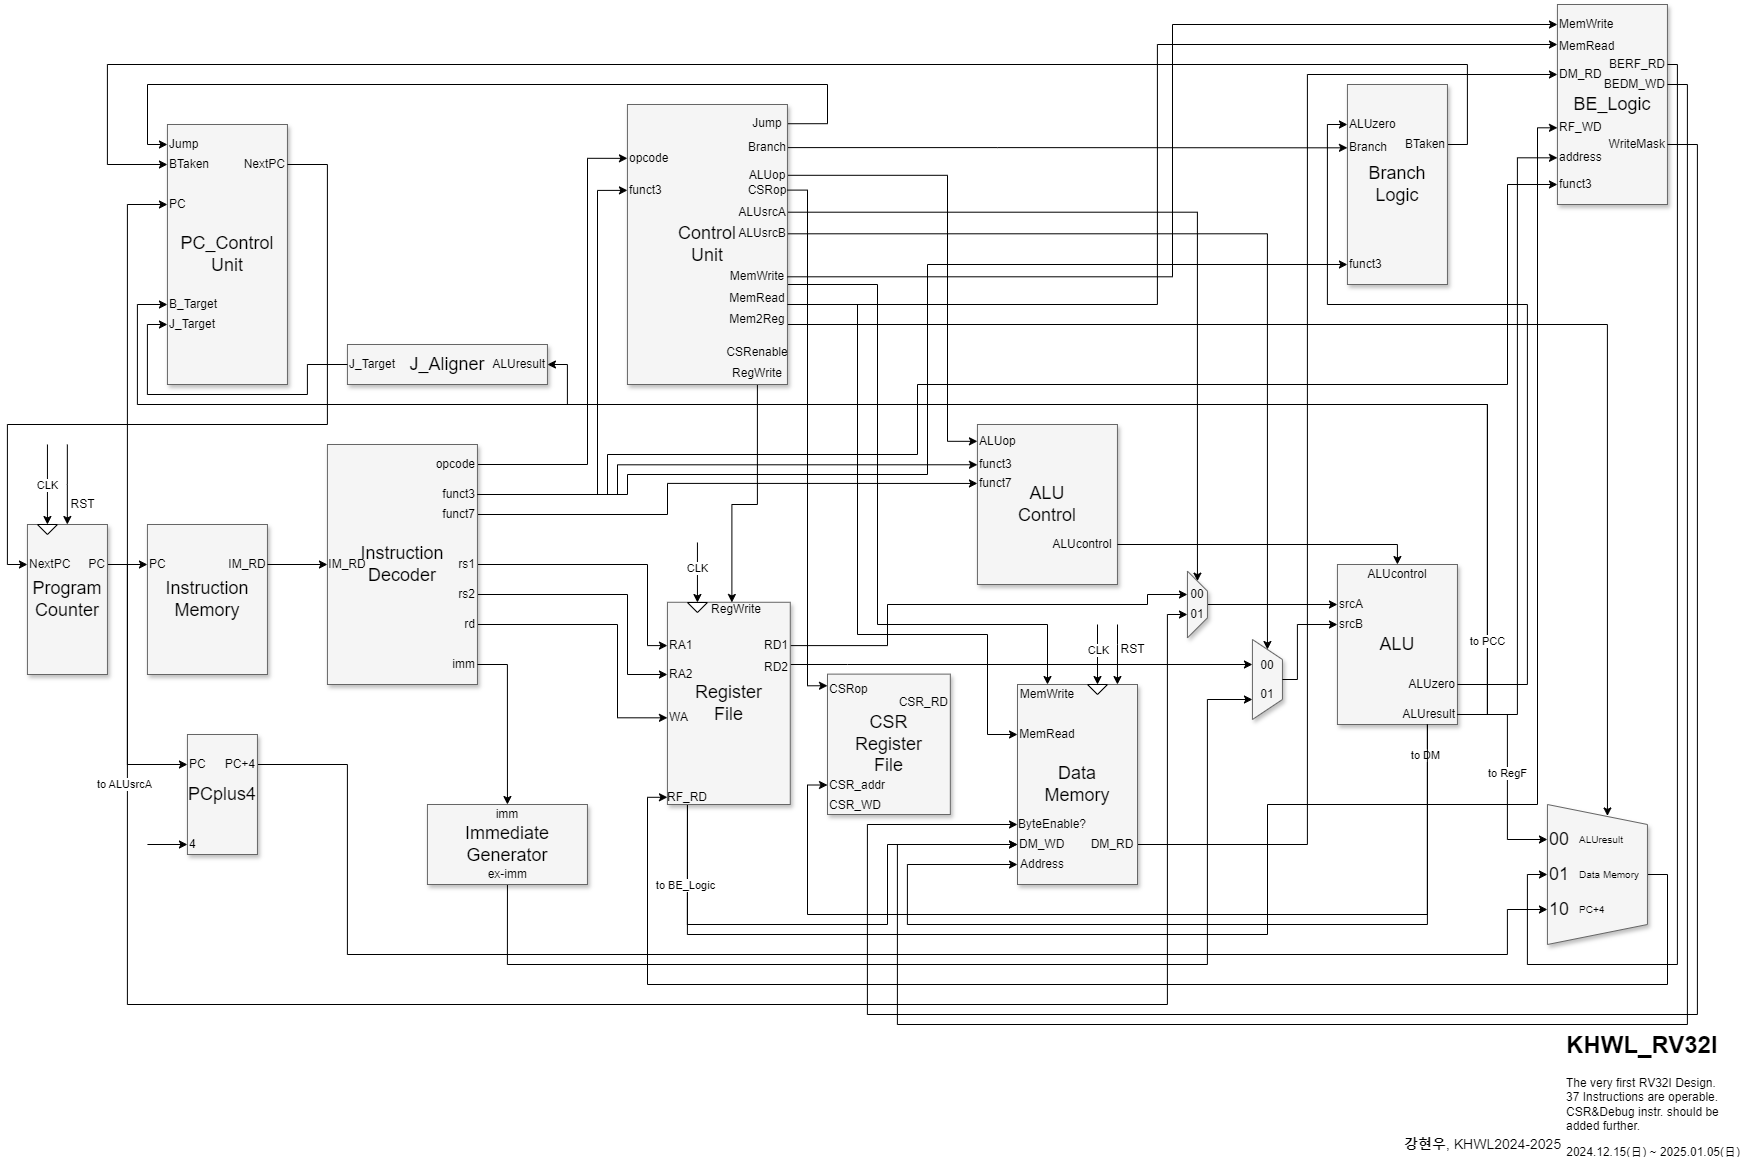 Jump
BTaken
NextPC
PC
PC_Control
Unit
B_Target
J_Target
J_Target
J_Aligner
ALUresult
opcode
funct3
Control
Unit
Jump
Branch
ALUop
CSRop
ALUsrcA
ALUsrcB
MemWrite
MemRead
Mem2Reg
CSRenable
RegWrite
ALUzero
Branch
BTaken
Branch
Logic
funct3
MemWrite
MemRead
BERF_RD
DM_RD
BEDM_WD
BE_Logic
RF_WD
WriteMask
address
funct3
CLK
RST
NextPC
PC
Program
Counter
PC
IM_RD
Instruction
Memory
opcode
funct3
funct7
IM_RD
Instruction
Decoder
rs1
rs2
rd
imm
ALUop
funct3
funct7
ALU
Control
ALUcontrol
CLK
RegWrite
RA1
RD1
RA2
RD2
Register
File
WA
RF_RD
to BE_Logic
CSRop
CSR_RD
CSR
Register
File
CSR_addr
CSR_WD
CLK
RST
MemWrite
MemRead
Data
Memory
ByteEnable?
DM_WD
DM_RD
Address
00
01
00
01
ALUcontrol
srcA
srcB
ALU
ALUzero
ALUresult
to PCC
to DM
to RegF
to ALUsrcA
PC
PC+4
PCplus4
4
imm
Immediate
Generator
ex-imm
00 ALUresult
01 Data Memory
10 PC+4
KHWL_RV32I
The very first RV32I Design.
37 Instructions are operable.
CSR&Debug instr. should be
added further.
강현우, KHWL2024-2025
2024.12.15(日) ~ 2025.01.05(日)